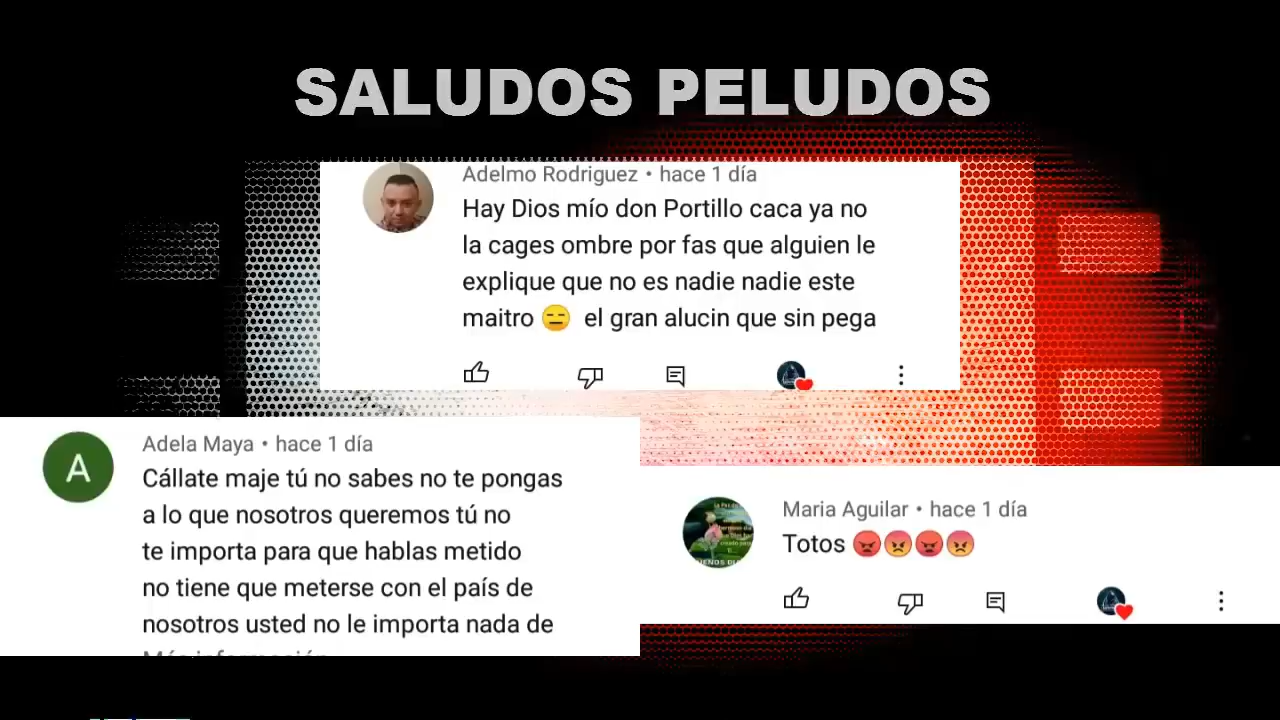 SALUDOS PELUDOS
Adelmo Rodriguez • hace 1 día
Hay Dios mío don Portillo caca ya no
la cages ombre por fas que alguien le
explique que no es nadie nadie este
maitro 😑 el gran alucin que sin pega
A
Adela Maya • hace 1 día
Cállate maje tú no sabes no te pongas
a lo que nosotros queremos tú no
te importa para que hablas metido
no tiene que meterse con el país de
nosotros usted no le importa nada de
Más información
Maria Aguilar • hace 1 día
Totos 😡😡😡😡